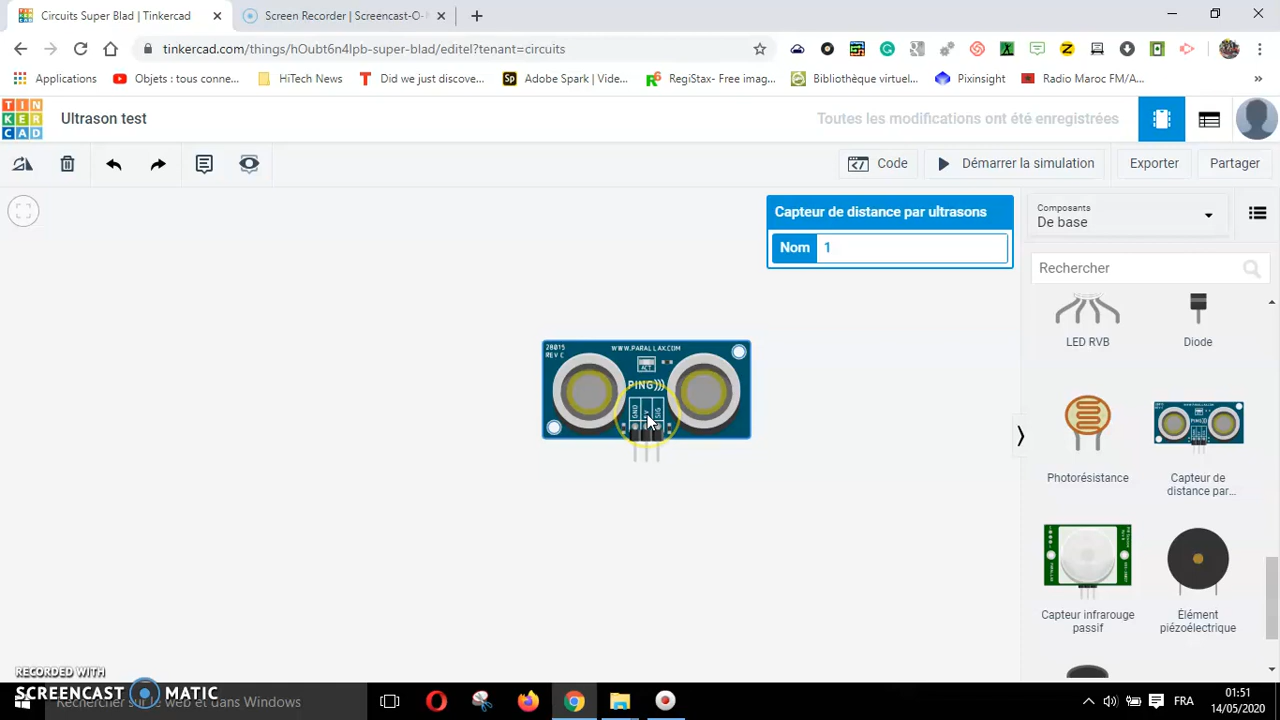 Circuits Super Blad | Tinkercad
Screen Recorder | Screencast-O-
tinkercad.com/things/hOubt6n4lpb-super-blad/editel?tenant=circuits
Applications
Objets : tous conne...
HiTech News
Did we just discove...
Adobe Spark | Vide...
RegiStax- Free imag...
Bibliothèque virtuel...
Pixinsight
Radio Maroc FM/A...
TIN
KER
CAD
Ultrason test
Toutes les modifications ont été enregistrées
Code
Démarrer la simulation
Exporter
Partager
Capteur de distance par ultrasons
Nom
1
Composants
De base
Rechercher
LED RVB
Diode
28015
REV C
WWW.PARALLAX.COM
ACT
PING)))
GND
SIG
Photorésistance
Capteur de
distance par...
Capteur infrarouge
passif
Élément
piézoélectrique
RECORDED WITH
SCREENCAST MATIC
Rechercher sur le web et dans Windows
FRA
01:51
14/05/2020